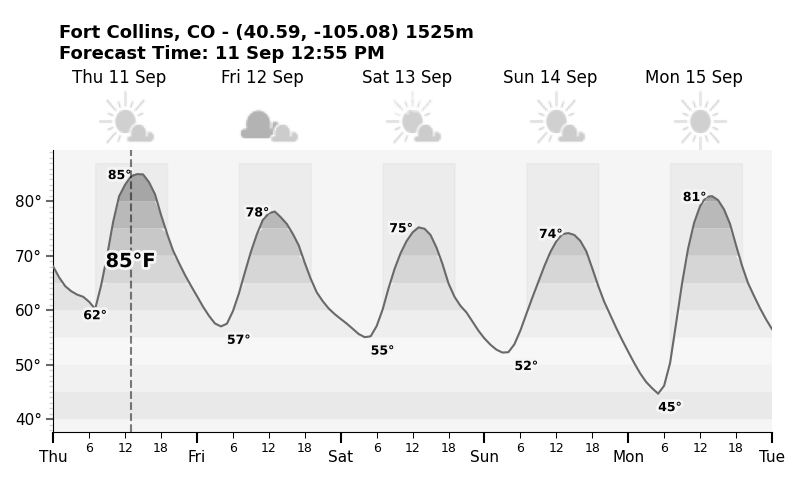 Fort Collins, CO - (40.59, -105.08) 1525m
Forecast Time: 11 Sep 12:55 PM
Thu 11 Sep Fri 12 Sep Sat 13 Sep Sun 14 Sep Mon 15 Sep
85° 78° 75° 74° 81°
85°F
62° 57° 55° 52° 45°
80°
70°
60°
50°
40°
6 12 18 6 12 18 6 12 18 6 12 18 6 12 18
Thu Fri Sat Sun Mon Tue